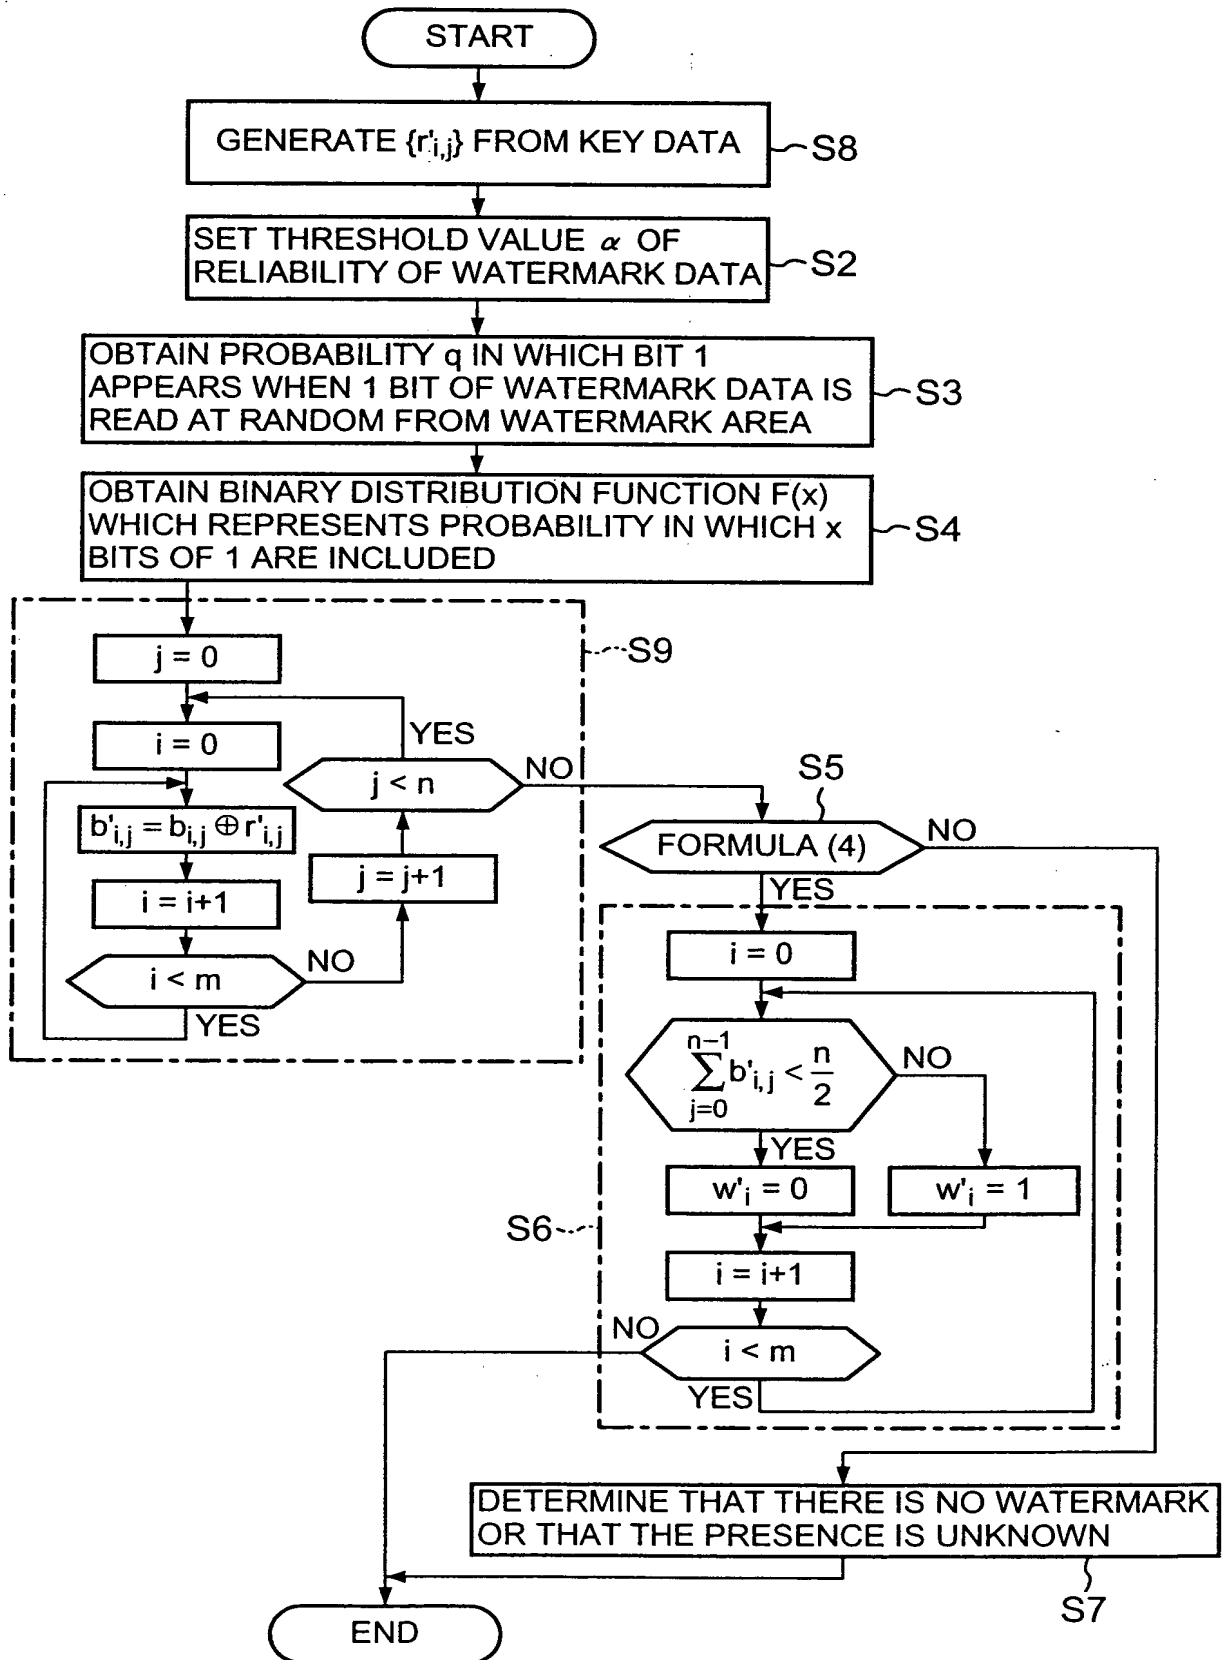 START
GENERATE {r'i,j} FROM KEY DATA
S8
SET THRESHOLD VALUE α OF
RELIABILITY OF WATERMARK DATA
S2
OBTAIN PROBABILITY q IN WHICH BIT 1
APPEARS WHEN 1 BIT OF WATERMARK DATA IS
READ AT RANDOM FROM WATERMARK AREA
S3
OBTAIN BINARY DISTRIBUTION FUNCTION F(x)
WHICH REPRESENTS PROBABILITY IN WHICH x
BITS OF 1 ARE INCLUDED
S4
S9
j = 0
i = 0
b'i,j = bi,j ⊕ r'i,j
i = i+1
i < m
YES
NO
j = j+1
j < n
YES
NO
S5
FORMULA (4)
NO
YES
S6
i = 0
n−1
∑ b'i,j < n/2
j=0
NO
YES
w'i = 0
w'i = 1
i = i+1
i < m
NO
YES
DETERMINE THAT THERE IS NO WATERMARK
OR THAT THE PRESENCE IS UNKNOWN
S7
END